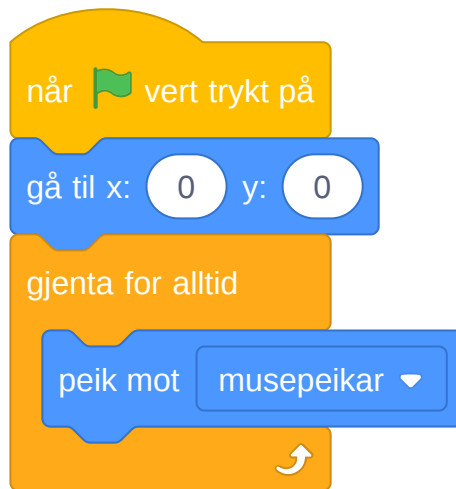 når vert trykt på
gå til x: 0 y: 0
gjenta for alltid
peik mot musepeikar